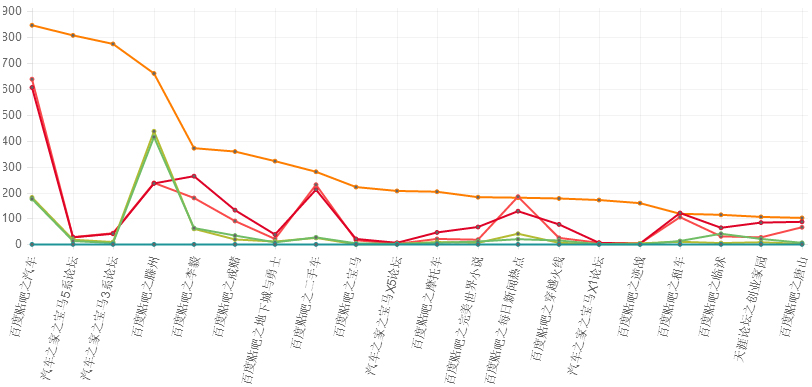 900
800
700
600
500
400
300
200
100
0
百度贴吧之汽车
汽车之家之宝马5系论坛
汽车之家之宝马3系论坛
百度贴吧之滕州
百度贴吧之李毅
百度贴吧之戒赌
百度贴吧之地下城与勇士
百度贴吧之二手车
百度贴吧之宝马
汽车之家之宝马X5论坛
百度贴吧之摩托车
百度贴吧之完美世界小说
百度贴吧之每日新闻热点
百度贴吧之穿越火线
汽车之家之宝马X1论坛
百度贴吧之逆战
百度贴吧之租车
百度贴吧之临沭
天涯论坛之创业家园
百度贴吧之唐山